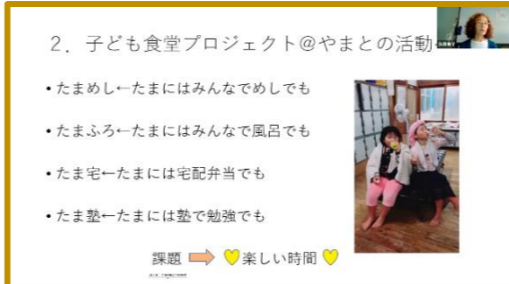 ２．子ども食堂プロジェクト＠やまとの活動
• たまめし←たまにはみんなでめしでも
• たまふろ←たまにはみんなで風呂でも
• たま宅←たまには宅配弁当でも
• たま塾←たまには塾で勉強でも
課題 楽しい時間